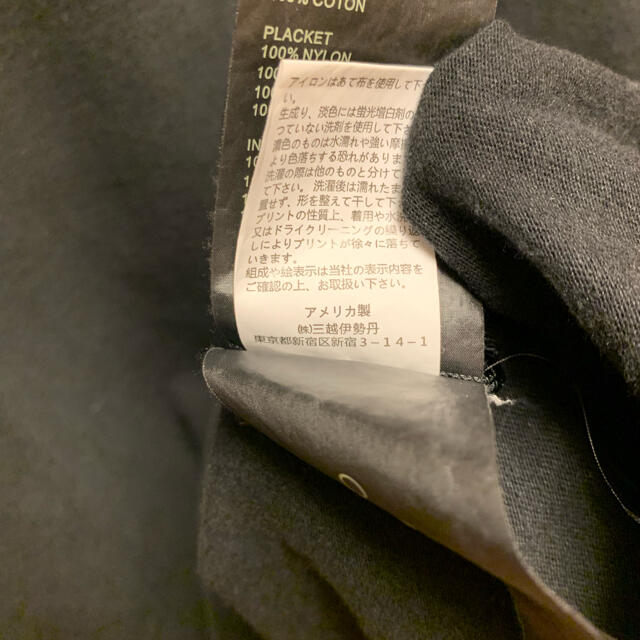 100% COTON
PLACKET
100% NYLON
100
100
10
IN
10
10
10
アイロンはあて布を使用して下さ
い。
生成り、淡色には蛍光増白剤の
っていない洗剤を使用して下
濃色のものは水濡れや強い摩
より色落ちする恐れがありま
洗濯の際は他のものと分けて
て下さい。洗濯後は濡れたま
置せず、形を整えて干して下
プリントの性質上、着用や水洗
又はドライクリーニングの繰り返
しによりプリントが徐々に落ちて
いきます。
組成や絵表示は当社の表示内容を
ご確認の上、お取扱い下さい。
アメリカ製
㈱三越伊勢丹
東京都新宿区新宿3-14-1